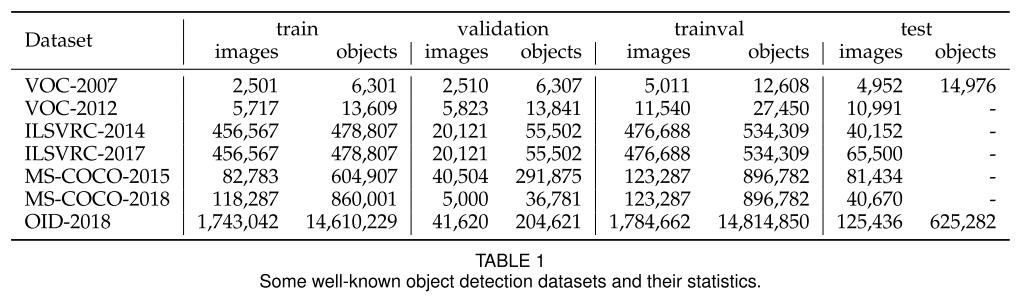 Dataset train validation trainval test
images objects images objects images objects images objects
VOC-2007 2,501 6,301 2,510 6,307 5,011 12,608 4,952 14,976
VOC-2012 5,717 13,609 5,823 13,841 11,540 27,450 10,991 -
ILSVRC-2014 456,567 478,807 20,121 55,502 476,688 534,309 40,152 -
ILSVRC-2017 456,567 478,807 20,121 55,502 476,688 534,309 65,500 -
MS-COCO-2015 82,783 604,907 40,504 291,875 123,287 896,782 81,434 -
MS-COCO-2018 118,287 860,001 5,000 36,781 123,287 896,782 40,670 -
OID-2018 1,743,042 14,610,229 41,620 204,621 1,784,662 14,814,850 125,436 625,282
TABLE 1
Some well-known object detection datasets and their statistics.